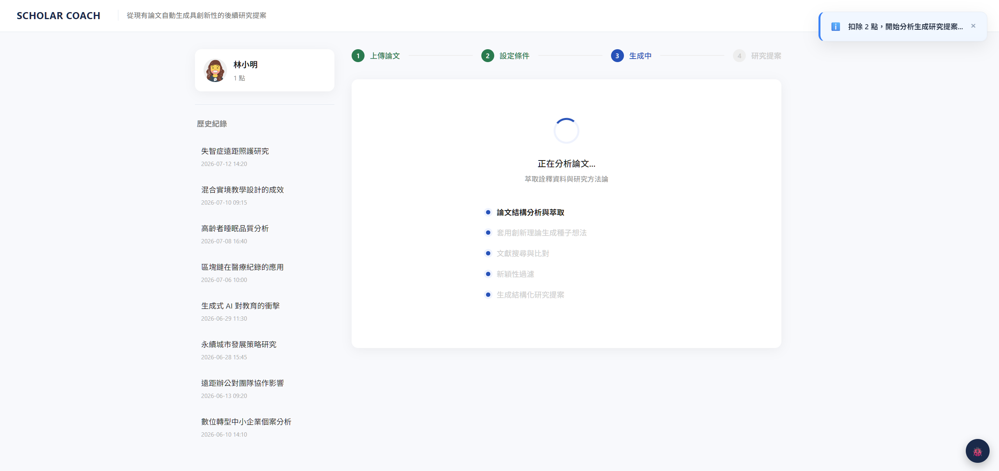 SCHOLAR COACH
從現有論文自動生成具創新性的後續研究提案
扣除 2 點，開始分析生成研究提案...
林小明
1 點
歷史紀錄
失智症遠距照護研究
2026-07-12 14:20
混合實境教學設計的成效
2026-07-10 09:15
高齡者睡眠品質分析
2026-07-08 16:40
區塊鏈在醫療紀錄的應用
2026-07-06 10:00
生成式 AI 對教育的衝擊
2026-06-29 11:30
永續城市發展策略研究
2026-06-28 15:45
遠距辦公對團隊協作影響
2026-06-13 09:20
數位轉型中小企業個案分析
2026-06-10 14:10
1 上傳論文
2 設定條件
3 生成中
4 研究提案
正在分析論文...
萃取詮釋資料與研究方法論
論文結構分析與萃取
套用創新理論生成種子想法
文獻搜尋與比對
新穎性過濾
生成結構化研究提案